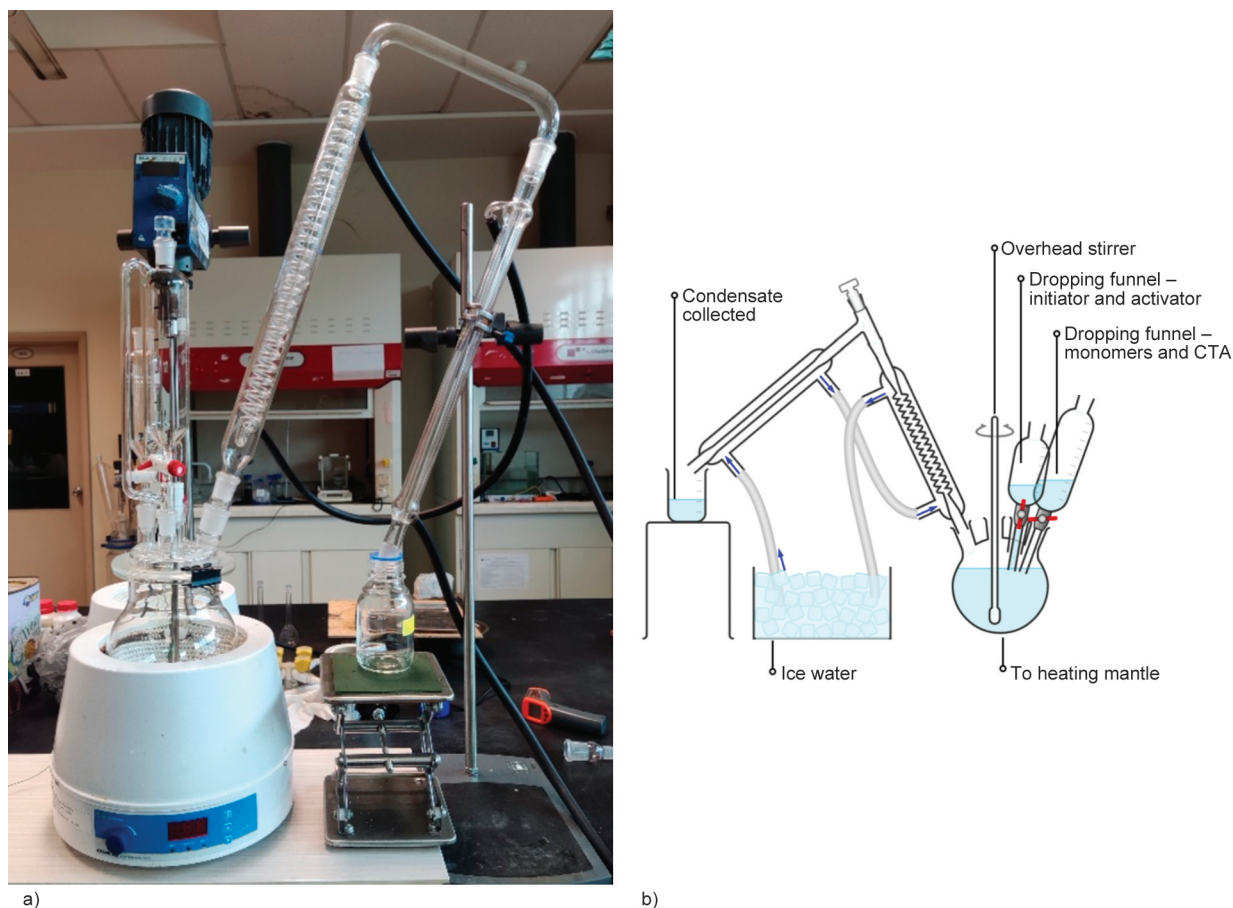 Condensate
collected
Overhead stirrer
Dropping funnel –
initiator and activator
Dropping funnel –
monomers and CTA
Ice water
To heating mantle
a)
b)